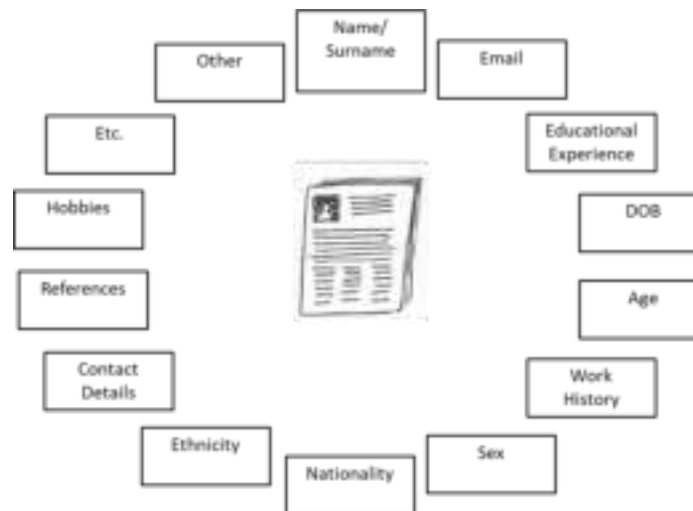 Name/
Surname
Email
Educational
Experience
DOB
Age
Work
History
Sex
Nationality
Ethnicity
Contact
Details
References
Hobbies
Etc.
Other